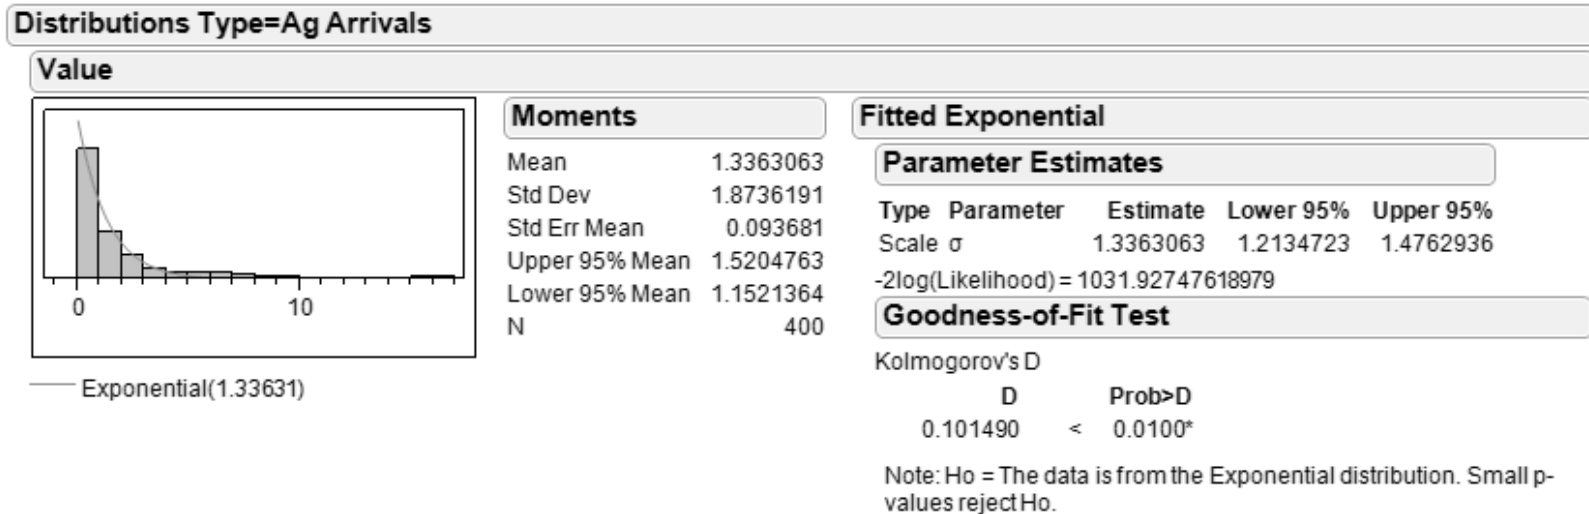 Distributions Type=Ag Arrivals
Value
0 10
Exponential(1.33631)
Moments
Mean 1.3363063
Std Dev 1.8736191
Std Err Mean 0.093681
Upper 95% Mean 1.5204763
Lower 95% Mean 1.1521364
N 400
Fitted Exponential
Parameter Estimates
Type Parameter Estimate Lower 95% Upper 95%
Scale σ 1.3363063 1.2134723 1.4762936
-2log(Likelihood) = 1031.92747618979
Goodness-of-Fit Test
Kolmogorov's D
D Prob>D
0.101490 < 0.0100*
Note: Ho = The data is from the Exponential distribution. Small p-
values reject Ho.